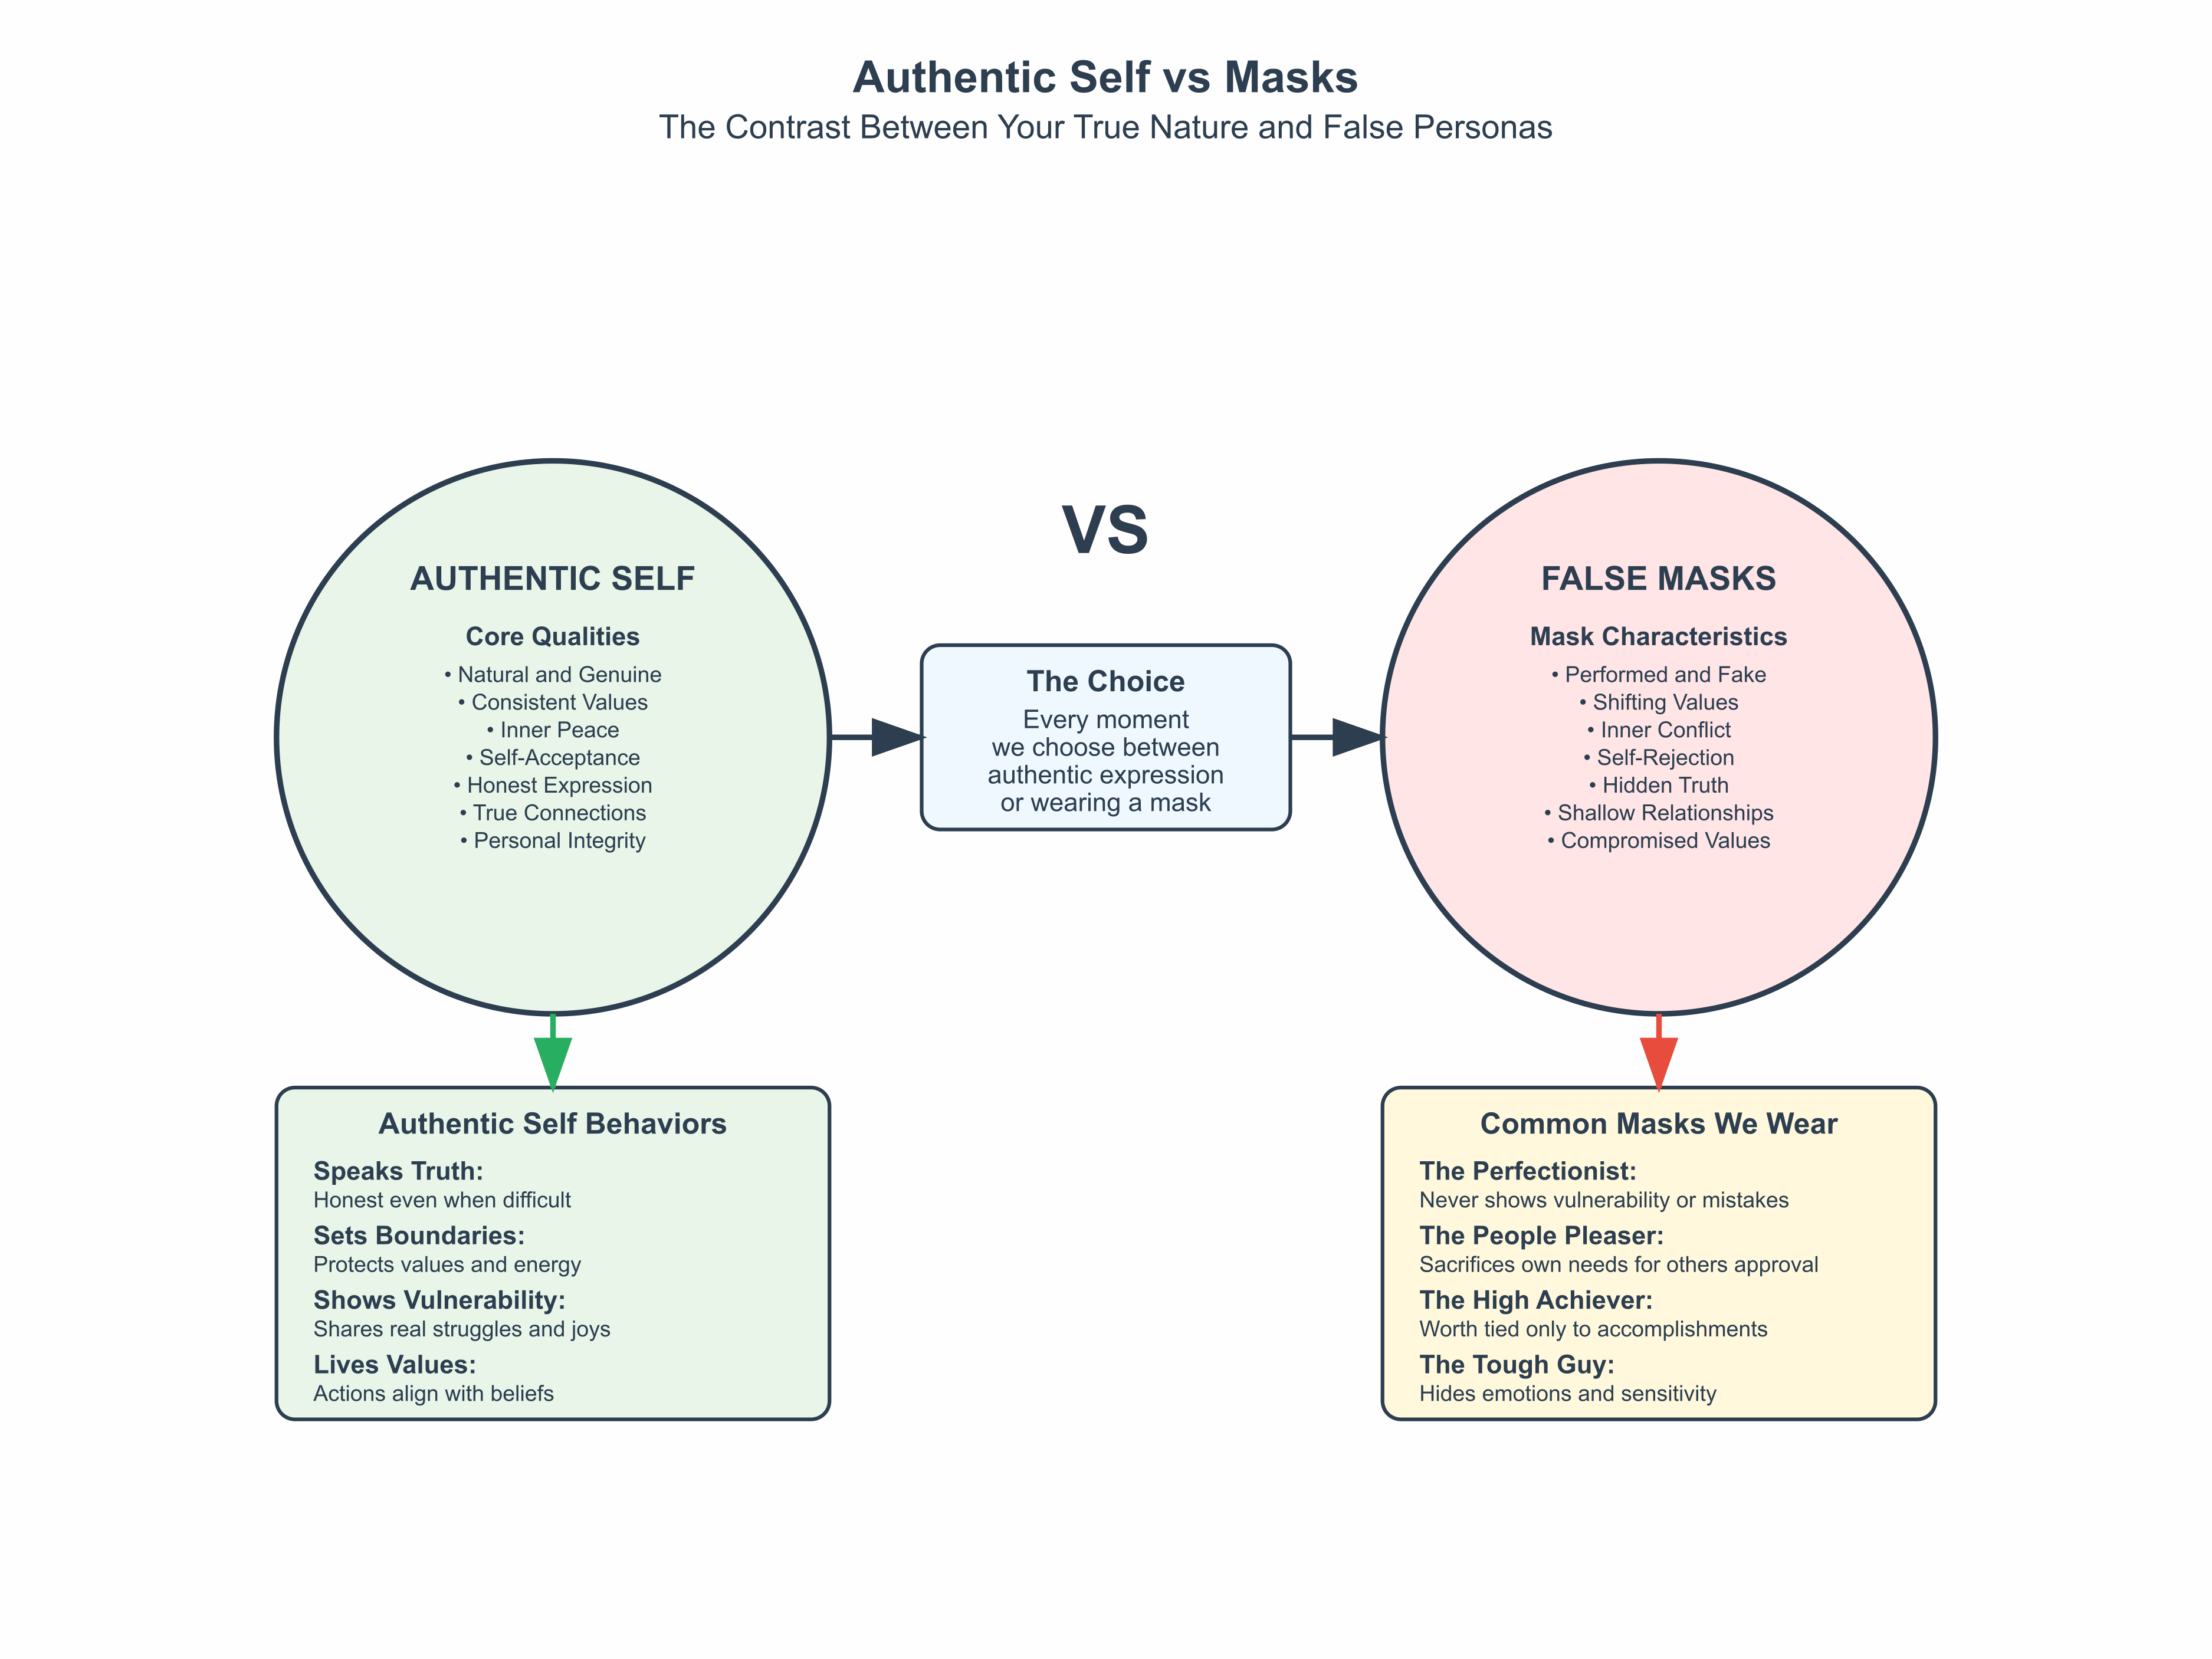 Authentic Self vs Masks
The Contrast Between Your True Nature and False Personas
AUTHENTIC SELF
Core Qualities
• Natural and Genuine
• Consistent Values
• Inner Peace
• Self-Acceptance
• Honest Expression
• True Connections
• Personal Integrity
VS
The Choice
Every moment
we choose between
authentic expression
or wearing a mask
FALSE MASKS
Mask Characteristics
• Performed and Fake
• Shifting Values
• Inner Conflict
• Self-Rejection
• Hidden Truth
• Shallow Relationships
• Compromised Values
Authentic Self Behaviors
Speaks Truth:
Honest even when difficult
Sets Boundaries:
Protects values and energy
Shows Vulnerability:
Shares real struggles and joys
Lives Values:
Actions align with beliefs
Common Masks We Wear
The Perfectionist:
Never shows vulnerability or mistakes
The People Pleaser:
Sacrifices own needs for others approval
The High Achiever:
Worth tied only to accomplishments
The Tough Guy:
Hides emotions and sensitivity